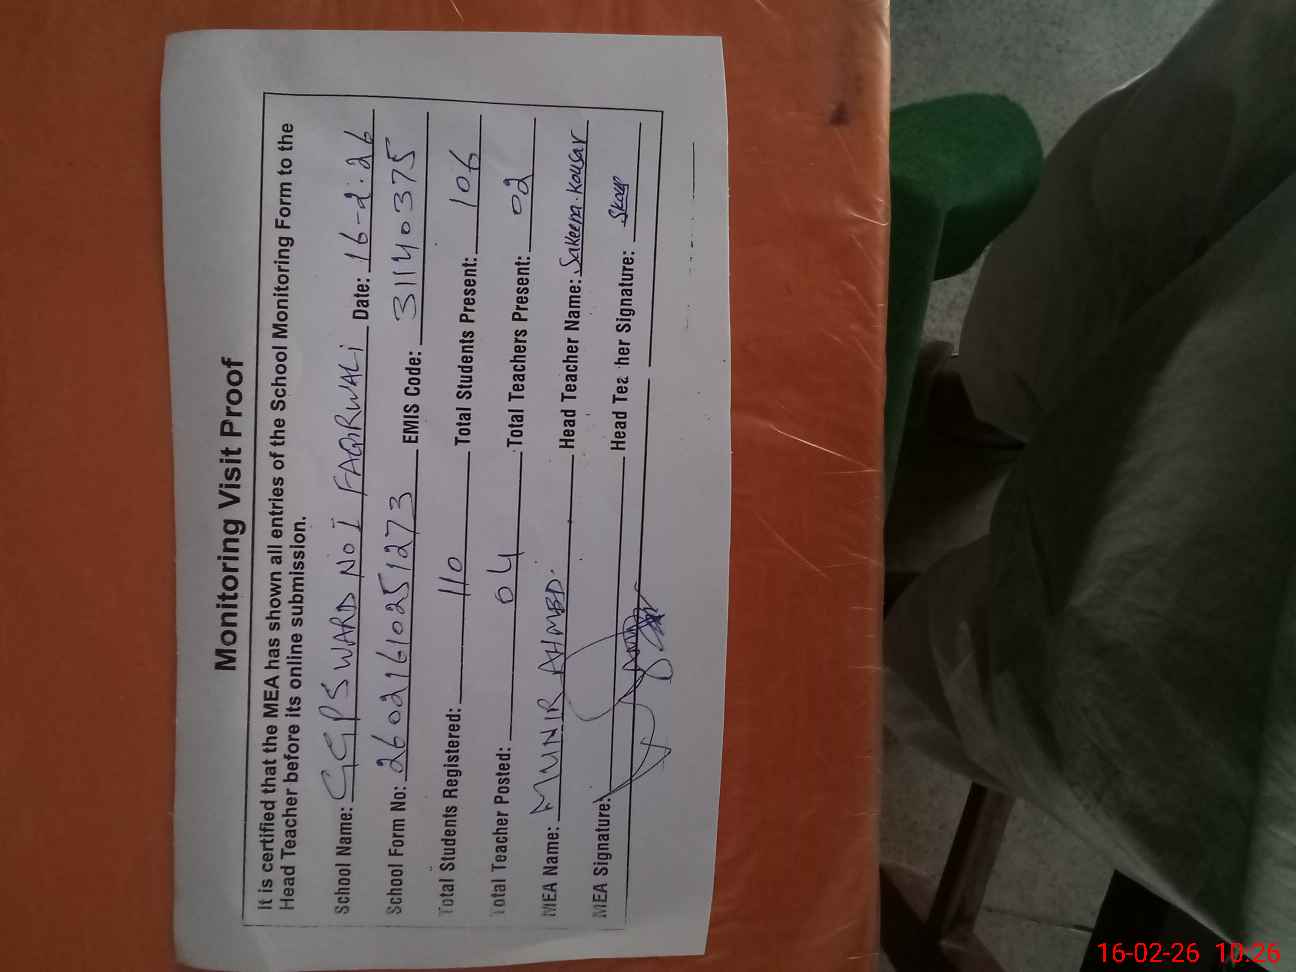 Monitoring Visit Proof
It is certified that the MEA has shown all entries of the School Monitoring Form to the
Head Teacher before its online submission.
School Name: GGPS WARD NO I FAQIRWALI Date: 16-2-26
School Form No: 26021610251273 EMIS Code: 31140375
Total Students Registered: 110 Total Students Present: 106
Total Teacher Posted: 04 Total Teachers Present: 02
MEA Name: MUNIR AHMED. Head Teacher Name: Sakeena Kousar
MEA Signature: Head Teacher Signature:
16-02-26 10:26